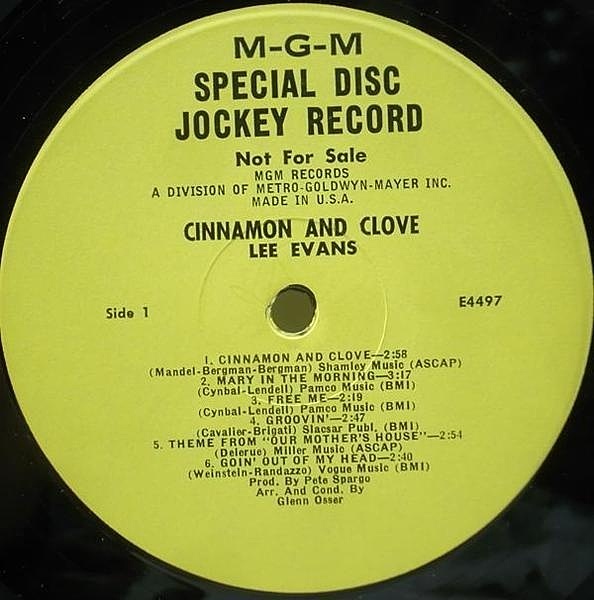 M-G-M
SPECIAL DISC
JOCKEY RECORD
Not For Sale
MGM RECORDS
A DIVISION OF METRO-GOLDWYN-MAYER INC.
MADE IN U.S.A.
CINNAMON AND CLOVE
LEE EVANS
Side 1
E4497
1. CINNAMON AND CLOVE—2:58
(Mandel-Bergman-Bergman) Shamley Music (ASCAP)
2. MARY IN THE MORNING—3:17
(Cynbal-Lendell) Pamco Music (BMI)
3. FREE ME—2:19
(Cynbal-Lendell) Pamco Music (BMI)
4. GROOVIN'—2:47
(Cavalier-Brigati) Slacsar Publ. (BMI)
5. THEME FROM "OUR MOTHER'S HOUSE"—2:54
(Delerue) Miller Music (ASCAP)
6. GOIN' OUT OF MY HEAD—2:40
(Weinstein-Randazzo) Vogue Music (BMI)
Prod. By Pete Spargo
Arr. And Cond. By
Glenn Osser